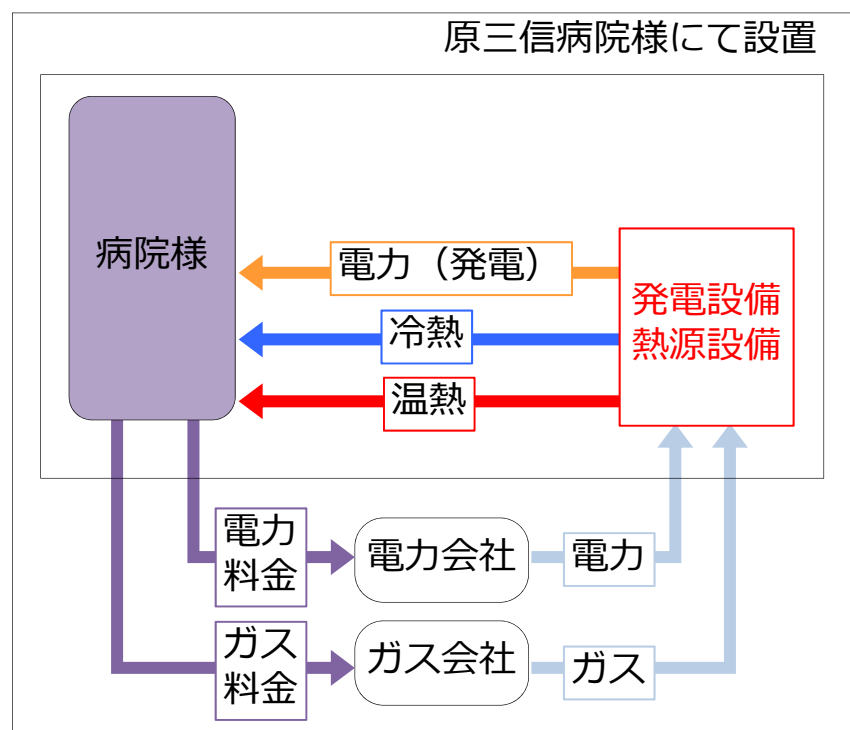 原三信病院様にて設置
病院様
電力（発電）
冷熱
温熱
発電設備
熱源設備
電力
料金
電力会社
電力
ガス
料金
ガス会社
ガス